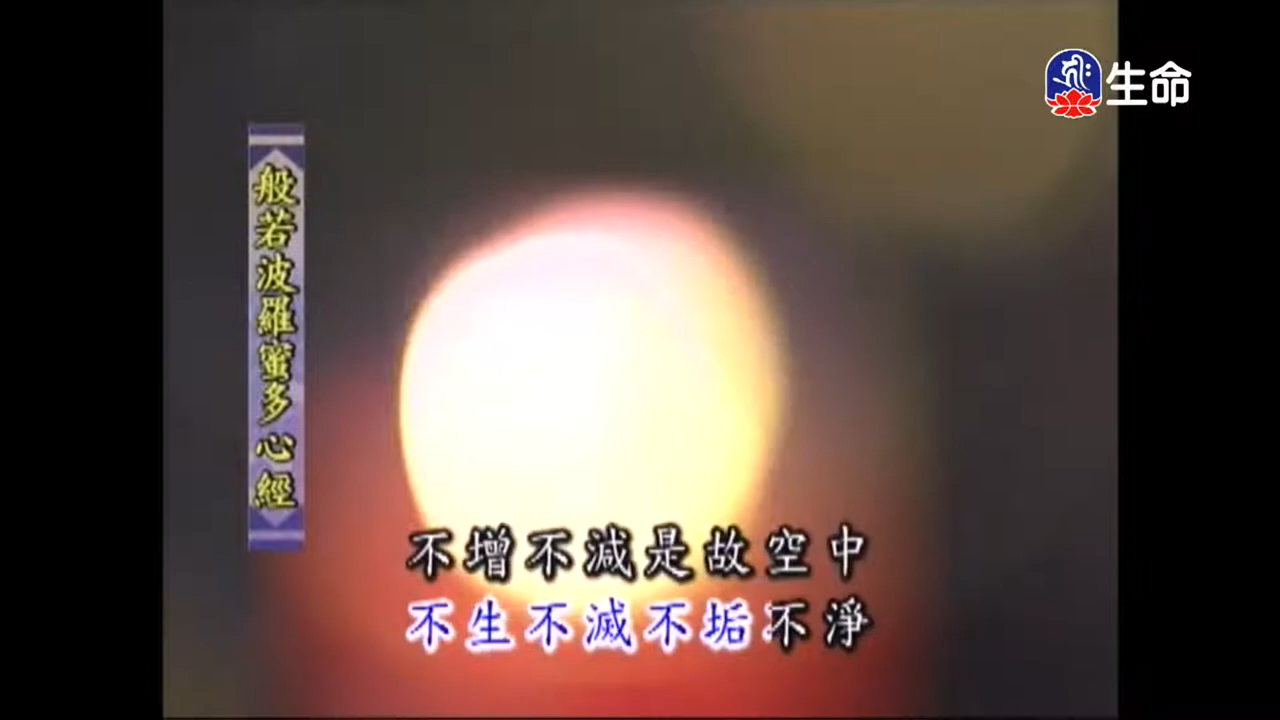 生命
般若波羅蜜多心經
不增不減是故空中
不生不滅不垢不淨